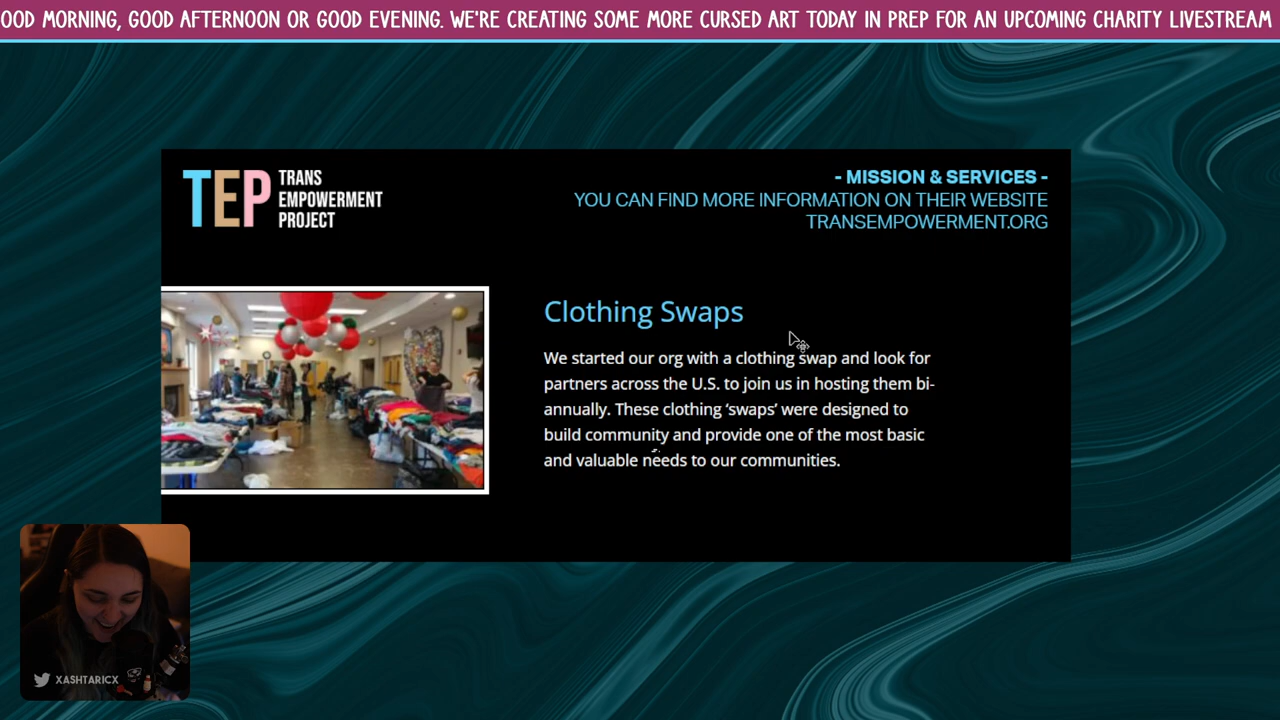 OOD MORNING, GOOD AFTERNOON OR GOOD EVENING. WE'RE CREATING SOME MORE CURSED ART TODAY IN PREP FOR AN UPCOMING CHARITY LIVESTREAM
TEP
TRANS
EMPOWERMENT
PROJECT
- MISSION & SERVICES -
YOU CAN FIND MORE INFORMATION ON THEIR WEBSITE
TRANSEMPOWERMENT.ORG
Clothing Swaps
We started our org with a clothing swap and look for
partners across the U.S. to join us in hosting them bi-
annually. These clothing ‘swaps’ were designed to
build community and provide one of the most basic
and valuable needs to our communities.
XASHTARICX